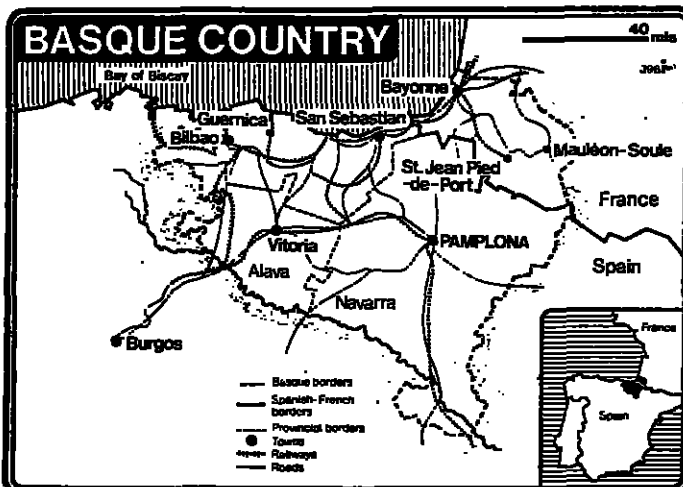 BASQUE COUNTRY
40 mls
Bay of Biscay
Bayonne
Guernica
San Sebastian
Bilbao
Mauléon-Soule
St. Jean Pied
-de-Port
France
Vitoria
PAMPLONA
Alava
Spain
Navarra
Burgos
France
Spain
Basque borders
Spanish-French
borders
Provincial borders
Towns
Railways
Roads